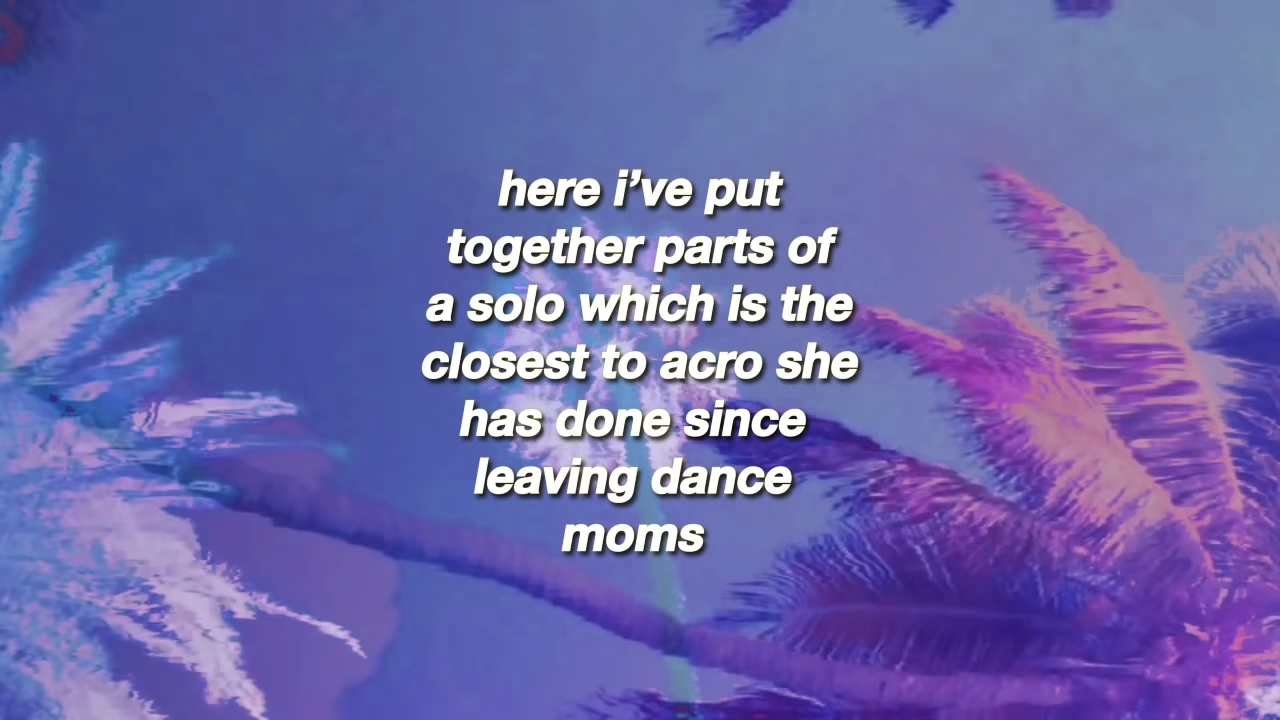 here i’ve put
together parts of
a solo which is the
closest to acro she
has done since
leaving dance
moms